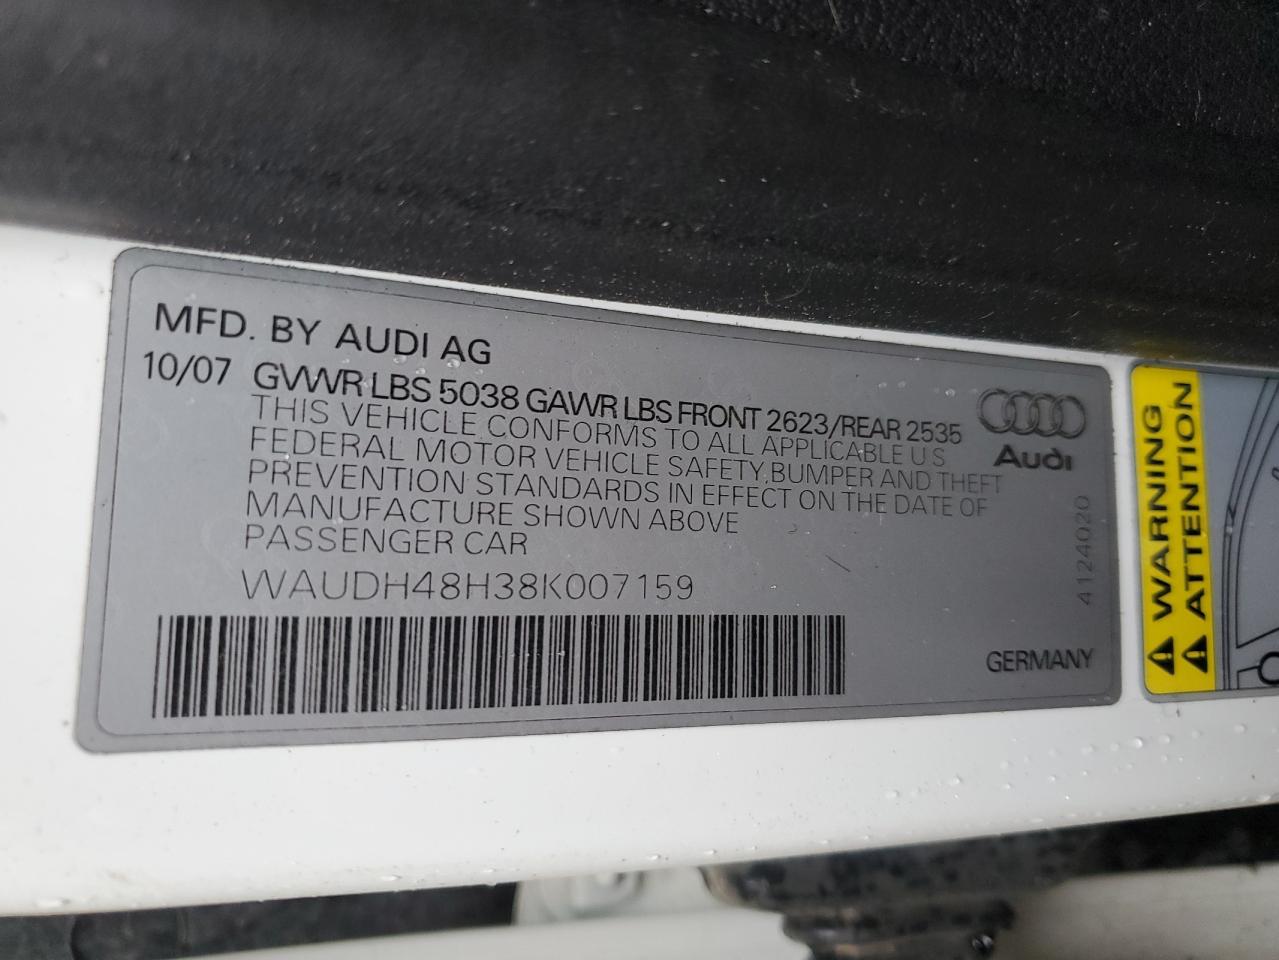 MFD. BY AUDI AG
10/07 GVWR LBS 5038 GAWR LBS FRONT 2623/REAR 2535
THIS VEHICLE CONFORMS TO ALL APPLICABLE U S
FEDERAL MOTOR VEHICLE SAFETY, BUMPER AND THEFT
PREVENTION STANDARDS IN EFFECT ON THE DATE OF
MANUFACTURE SHOWN ABOVE
PASSENGER CAR
WAUDH48H38K007159
Audi
4124020
GERMANY
WARNING
ATTENTION